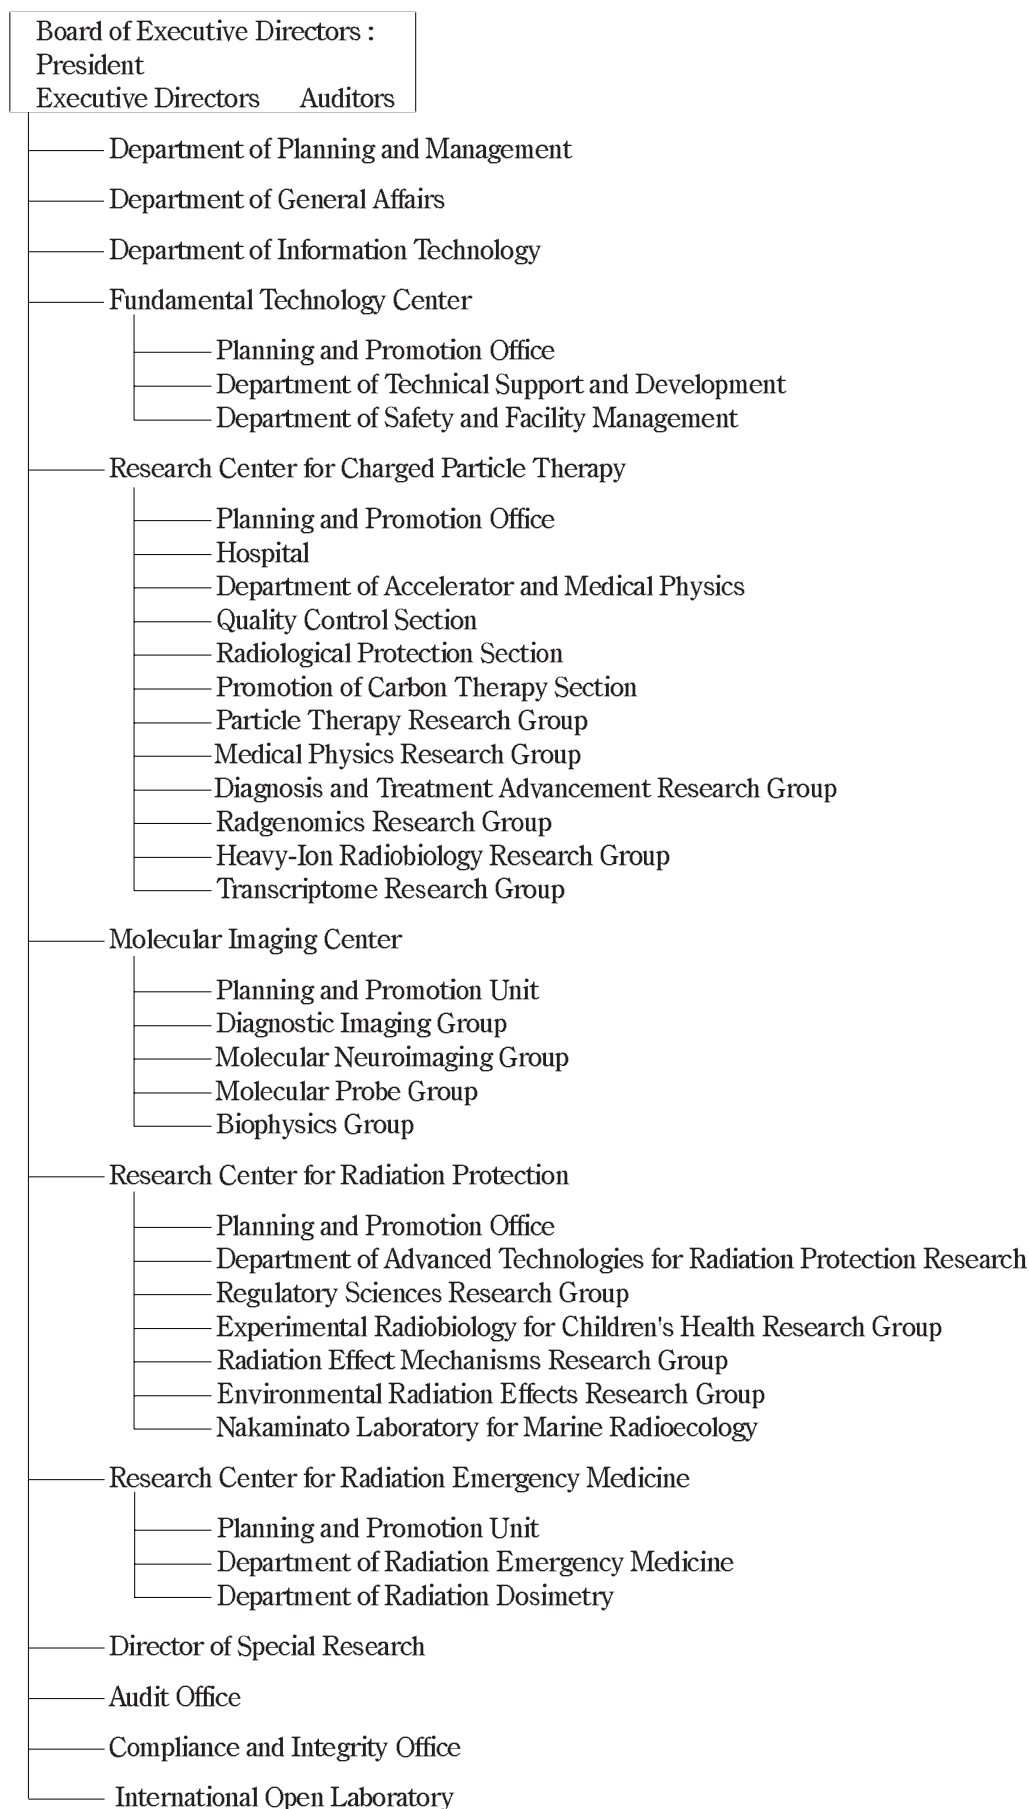 Board of Executive Directors :
President
Executive Directors Auditors
Department of Planning and Management
Department of General Affairs
Department of Information Technology
Fundamental Technology Center
Planning and Promotion Office
Department of Technical Support and Development
Department of Safety and Facility Management
Research Center for Charged Particle Therapy
Planning and Promotion Office
Hospital
Department of Accelerator and Medical Physics
Quality Control Section
Radiological Protection Section
Promotion of Carbon Therapy Section
Particle Therapy Research Group
Medical Physics Research Group
Diagnosis and Treatment Advancement Research Group
Radgenomics Research Group
Heavy-Ion Radiobiology Research Group
Transcriptome Research Group
Molecular Imaging Center
Planning and Promotion Unit
Diagnostic Imaging Group
Molecular Neuroimaging Group
Molecular Probe Group
Biophysics Group
Research Center for Radiation Protection
Planning and Promotion Office
Department of Advanced Technologies for Radiation Protection Research
Regulatory Sciences Research Group
Experimental Radiobiology for Children's Health Research Group
Radiation Effect Mechanisms Research Group
Environmental Radiation Effects Research Group
Nakaminato Laboratory for Marine Radioecology
Research Center for Radiation Emergency Medicine
Planning and Promotion Unit
Department of Radiation Emergency Medicine
Department of Radiation Dosimetry
Director of Special Research
Audit Office
Compliance and Integrity Office
International Open Laboratory